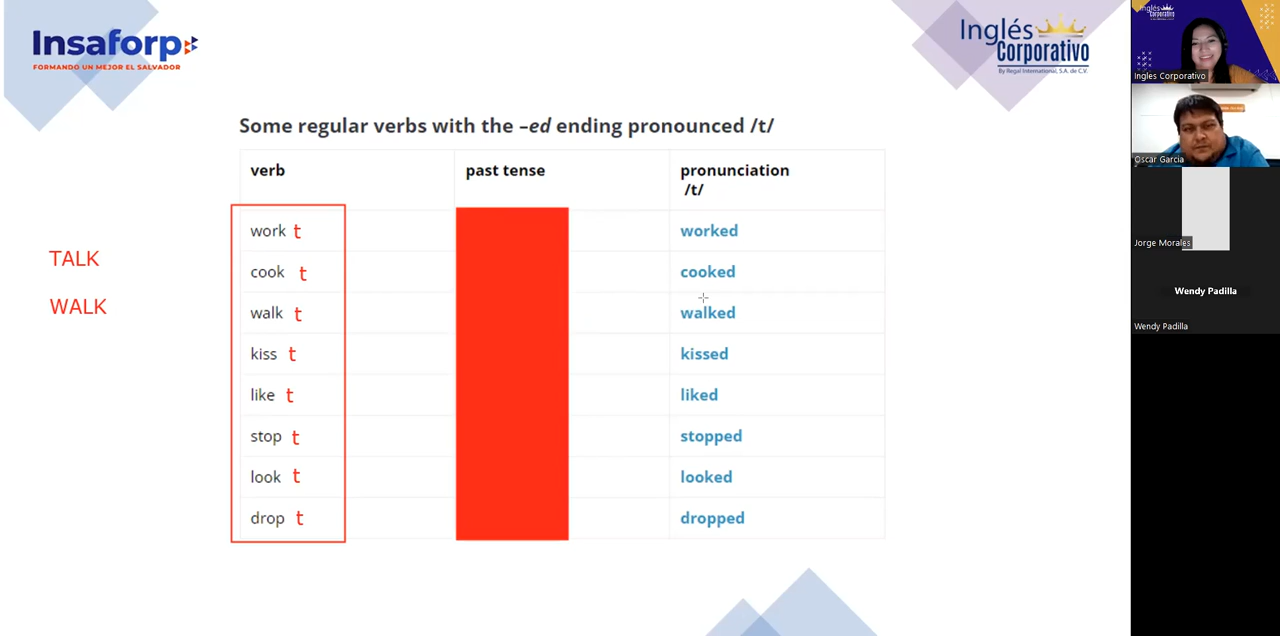 Insaforp
FORMANDO UN MEJOR EL SALVADOR
Inglés
Corporativo
By Regal International, S.A. de C.V.
Some regular verbs with the –ed ending pronounced /t/
verb past tense pronunciation
/t/
work t worked
cook t cooked
walk t walked
kiss t kissed
like t liked
stop t stopped
look t looked
drop t dropped
TALK
WALK
Inglés
Corporativo
Ingles Corporativo
Oscar Garcia
Jorge Morales
Wendy Padilla
Wendy Padilla